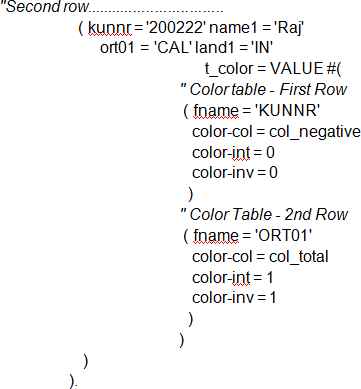 "Second row................................
( kunnr = '200222' name1 = 'Raj'
ort01 = 'CAL' land1 = 'IN'
t_color = VALUE #(
" Color table - First Row
( fname = 'KUNNR'
color-col = col_negative
color-int = 0
color-inv = 0
)
" Color Table - 2nd Row
( fname = 'ORT01'
color-col = col_total
color-int = 1
color-inv = 1
)
)
)
).